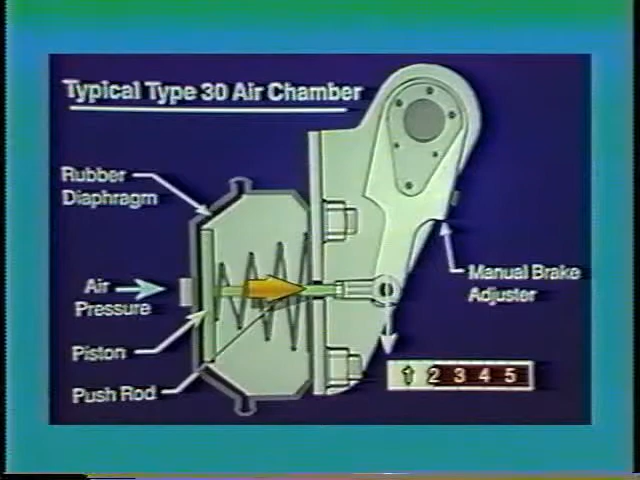 Typical Type 30 Air Chamber
Rubber
Diaphragm
Air
Pressure
Piston
Push Rod
Manual Brake
Adjuster
1 2 3 4 5